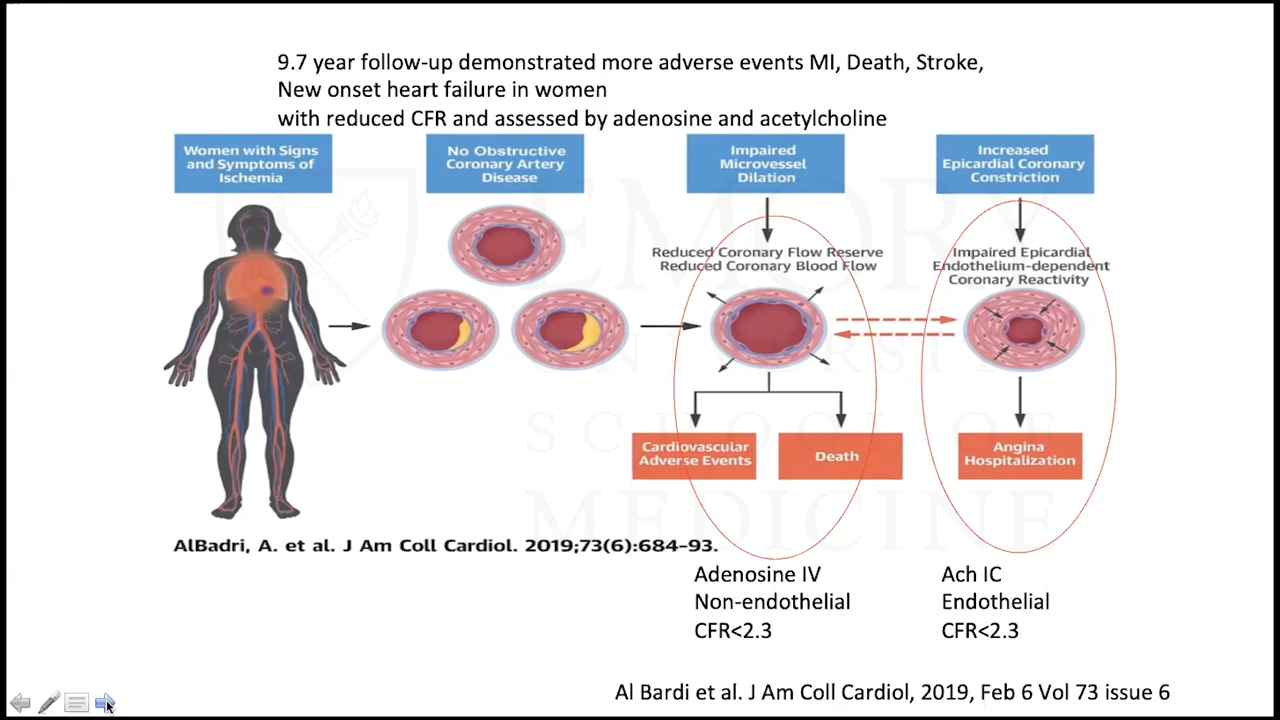 9.7 year follow-up demonstrated more adverse events MI, Death, Stroke,
New onset heart failure in women
with reduced CFR and assessed by adenosine and acetylcholine
Women with Signs
and Symptoms of
Ischemia
No Obstructive
Coronary Artery
Disease
Impaired
Microvessel
Dilation
Increased
Epicardial Coronary
Constriction
Reduced Coronary Flow Reserve
Reduced Coronary Blood Flow
Impaired Epicardial
Endothelium-dependent
Coronary Reactivity
Cardiovascular
Adverse Events
Death
Angina
Hospitalization
EMORY
UNIVERSITY
SCHOOL OF
MEDICINE
AlBadri, A. et al. J Am Coll Cardiol. 2019;73(6):684-93.
Adenosine IV
Non-endothelial
CFR<2.3
Ach IC
Endothelial
CFR<2.3
Al Bardi et al. J Am Coll Cardiol, 2019, Feb 6 Vol 73 issue 6